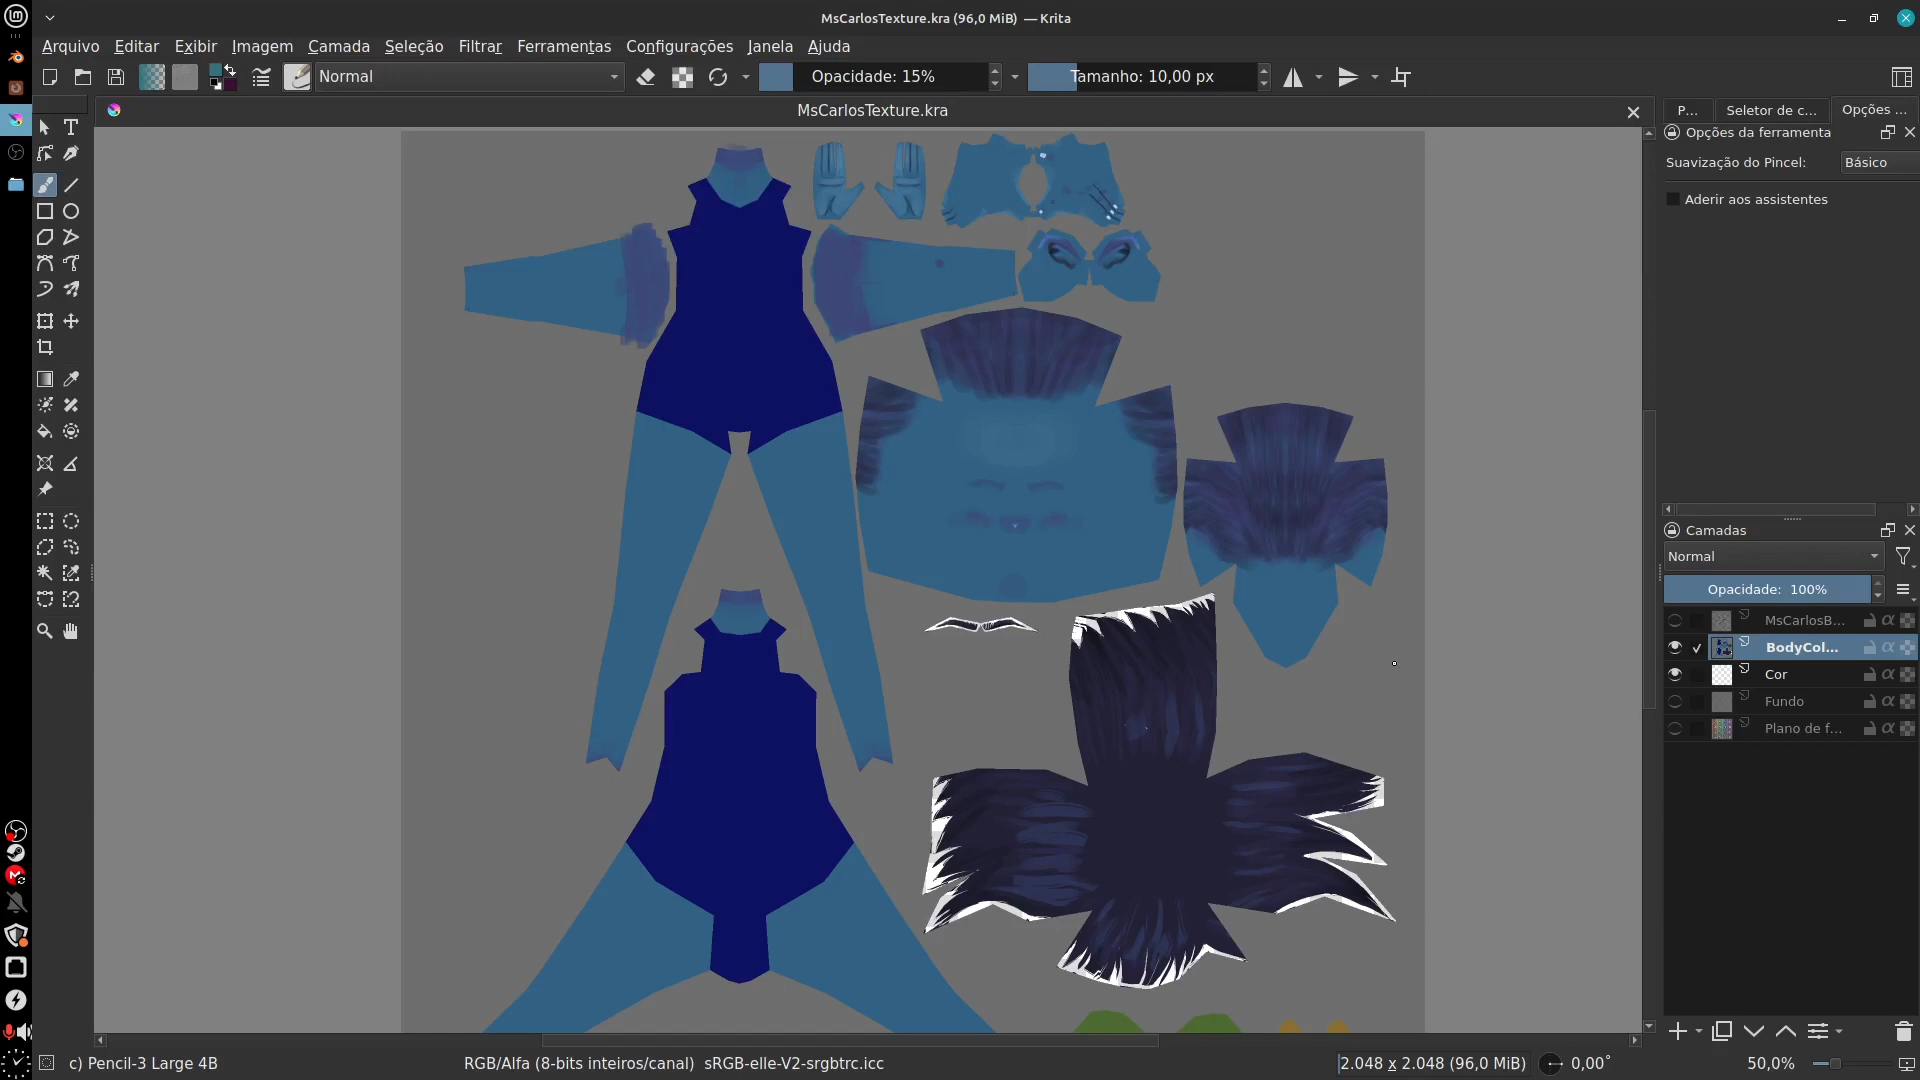 MsCarlosTexture.kra (96,0 MiB) — Krita
Arquivo Editar Exibir Imagem Camada Seleção Filtrar Ferramentas Configurações Janela Ajuda
Normal Opacidade: 15% Tamanho: 10,00 px
MsCarlosTexture.kra
P... Seletor de c... Opções ...
Opções da ferramenta
Suavização do Pincel: Básico
Aderir aos assistentes
Camadas
Normal
Opacidade: 100%
MsCarlosB...
BodyCol...
Cor
Fundo
Plano de f...
c) Pencil-3 Large 4B RGB/Alfa (8-bits inteiros/canal) sRGB-elle-V2-srgbtrc.icc 2.048 x 2.048 (96,0 MiB) 0,00° 50,0%